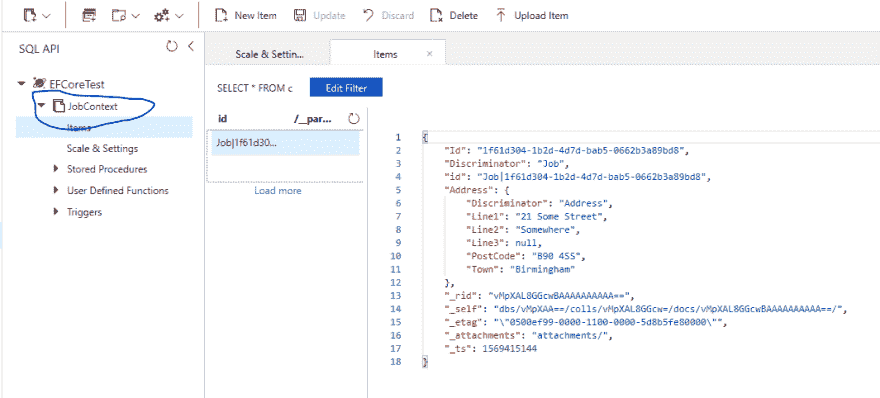 New Item
Update
Discard
Delete
Upload Item
SQL API
EFCoreTest
JobContext
Items
Scale & Settings
Stored Procedures
User Defined Functions
Triggers
Scale & Settin...
Items
SELECT * FROM c
Edit Filter
id /__par...
Job|1f61d30...
Load more
1 {
2 "Id": "1f61d304-1b2d-4d7d-bab5-0662b3a89bd8",
3 "Discriminator": "Job",
4 "id": "Job|1f61d304-1b2d-4d7d-bab5-0662b3a89bd8",
5 "Address": {
6 "Discriminator": "Address",
7 "Line1": "21 Some Street",
8 "Line2": "Somewhere",
9 "Line3": null,
10 "PostCode": "B90 4SS",
11 "Town": "Birmingham"
12 },
13 "_rid": "vMpXAL8GGcwBAAAAAAAAAA==",
14 "_self": "dbs/vMpXAA==/colls/vMpXAL8GGcw=/docs/vMpXAL8GGcwBAAAAAAAAAA==/",
15 "_etag": "\"0500ef99-0000-1100-0000-5d8b5fe80000\"",
16 "_attachments": "attachments/",
17 "_ts": 1569415144
18 }